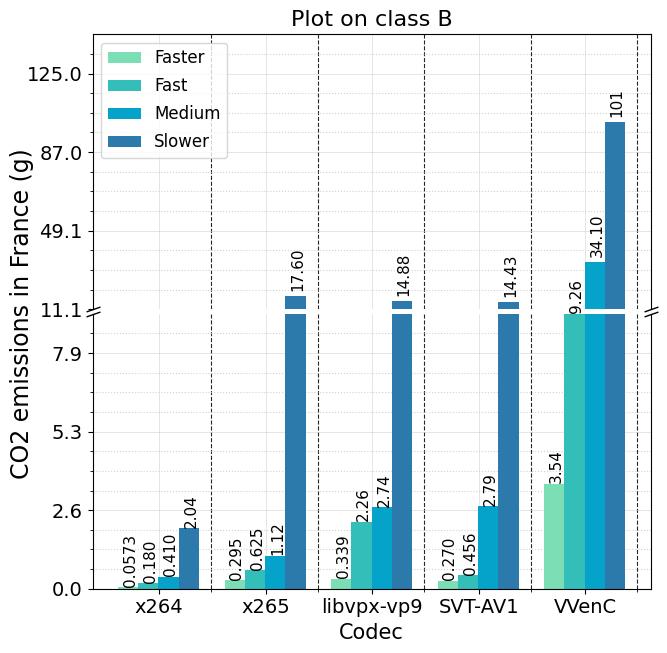 Plot on class B
Faster
Fast
Medium
Slower
CO2 emissions in France (g)
125.0
87.0
49.1
11.1
7.9
5.3
2.6
0.0
0.0573
0.180
0.410
2.04
0.295
0.625
1.12
17.60
0.339
2.26
2.74
14.88
0.270
0.456
2.79
14.43
3.54
9.26
34.10
101
x264
x265
libvpx-vp9
SVT-AV1
VVenC
Codec